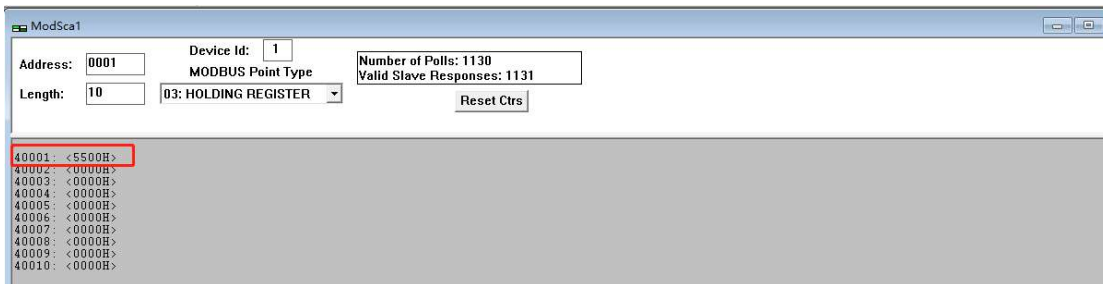 ModSca1
Address: 0001
Device Id: 1
MODBUS Point Type
Length: 10
03: HOLDING REGISTER
Number of Polls: 1130
Valid Slave Responses: 1131
Reset Ctrs
40001: <5500H>
40002: <0000H>
40003: <0000H>
40004: <0000H>
40005: <0000H>
40006: <0000H>
40007: <0000H>
40008: <0000H>
40009: <0000H>
40010: <0000H>